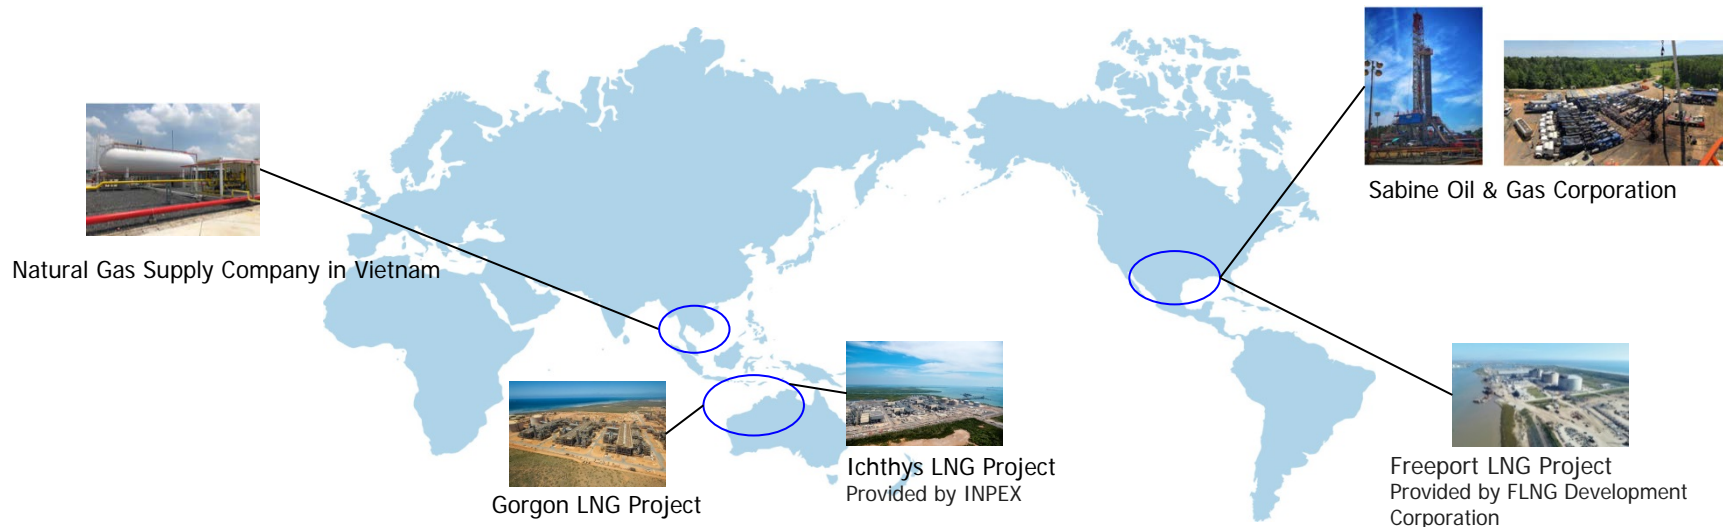 Sabine Oil & Gas Corporation
Natural Gas Supply Company in Vietnam
Ichthys LNG Project
Provided by INPEX
Gorgon LNG Project
Freeport LNG Project
Provided by FLNG Development
Corporation